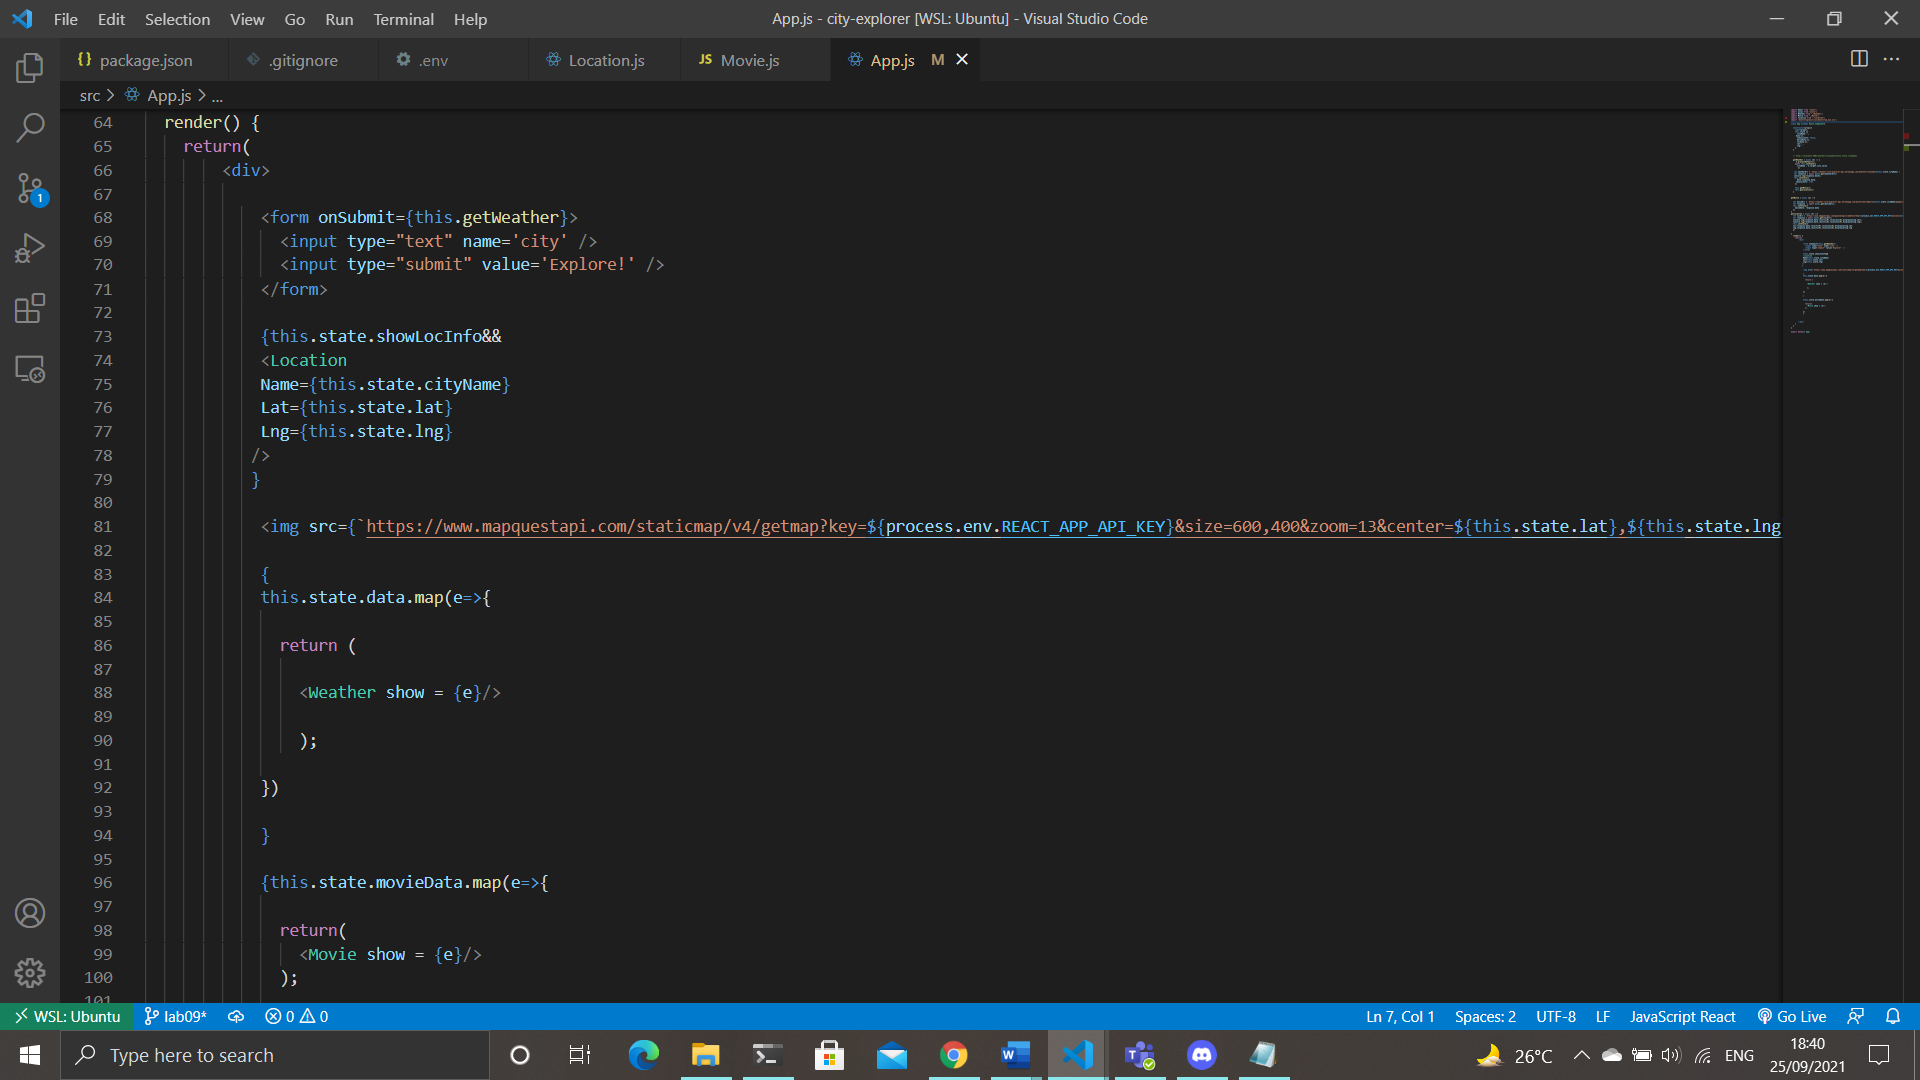 File Edit Selection View Go Run Terminal Help
App.js - city-explorer [WSL: Ubuntu] - Visual Studio Code
{} package.json
.gitignore
.env
Location.js
JS Movie.js
App.js M
src > App.js > ...
64 render() {
65 return(
66 <div>
67
68 <form onSubmit={this.getWeather}>
69 <input type="text" name='city' />
70 <input type="submit" value='Explore!' />
71 </form>
72
73 {this.state.showLocInfo&&
74 <Location
75 Name={this.state.cityName}
76 Lat={this.state.lat}
77 Lng={this.state.lng}
78 />
79 }
80
81 <img src={`https://www.mapquestapi.com/staticmap/v4/getmap?key=${process.env.REACT_APP_API_KEY}&size=600,400&zoom=13&center=${this.state.lat},${this.state.lng
82
83 {
84 this.state.data.map(e=>{
85
86 return (
87
88 <Weather show = {e}/>
89
90 );
91
92 })
93
94 }
95
96 {this.state.movieData.map(e=>{
97
98 return(
99 <Movie show = {e}/>
100 );
101
1
WSL: Ubuntu lab09* 0 0 Ln 7, Col 1 Spaces: 2 UTF-8 LF JavaScript React Go Live
Type here to search
26°C ENG
18:40
25/09/2021